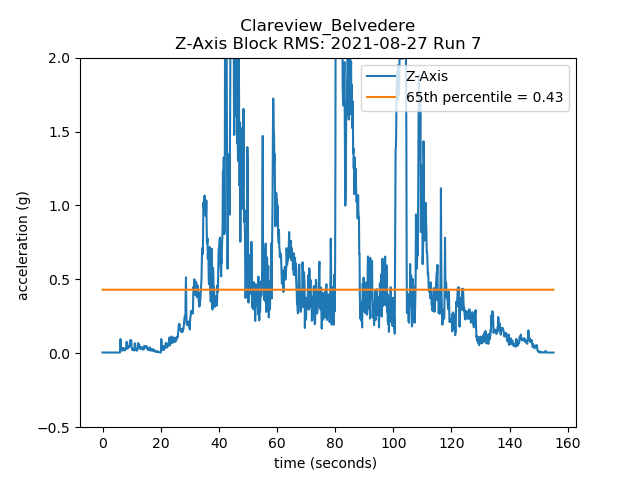 Clareview_Belvedere
Z-Axis Block RMS: 2021-08-27 Run 7
Z-Axis
65th percentile = 0.43
acceleration (g)
2.0
1.5
1.0
0.5
0.0
−0.5
0 20 40 60 80 100 120 140 160
time (seconds)